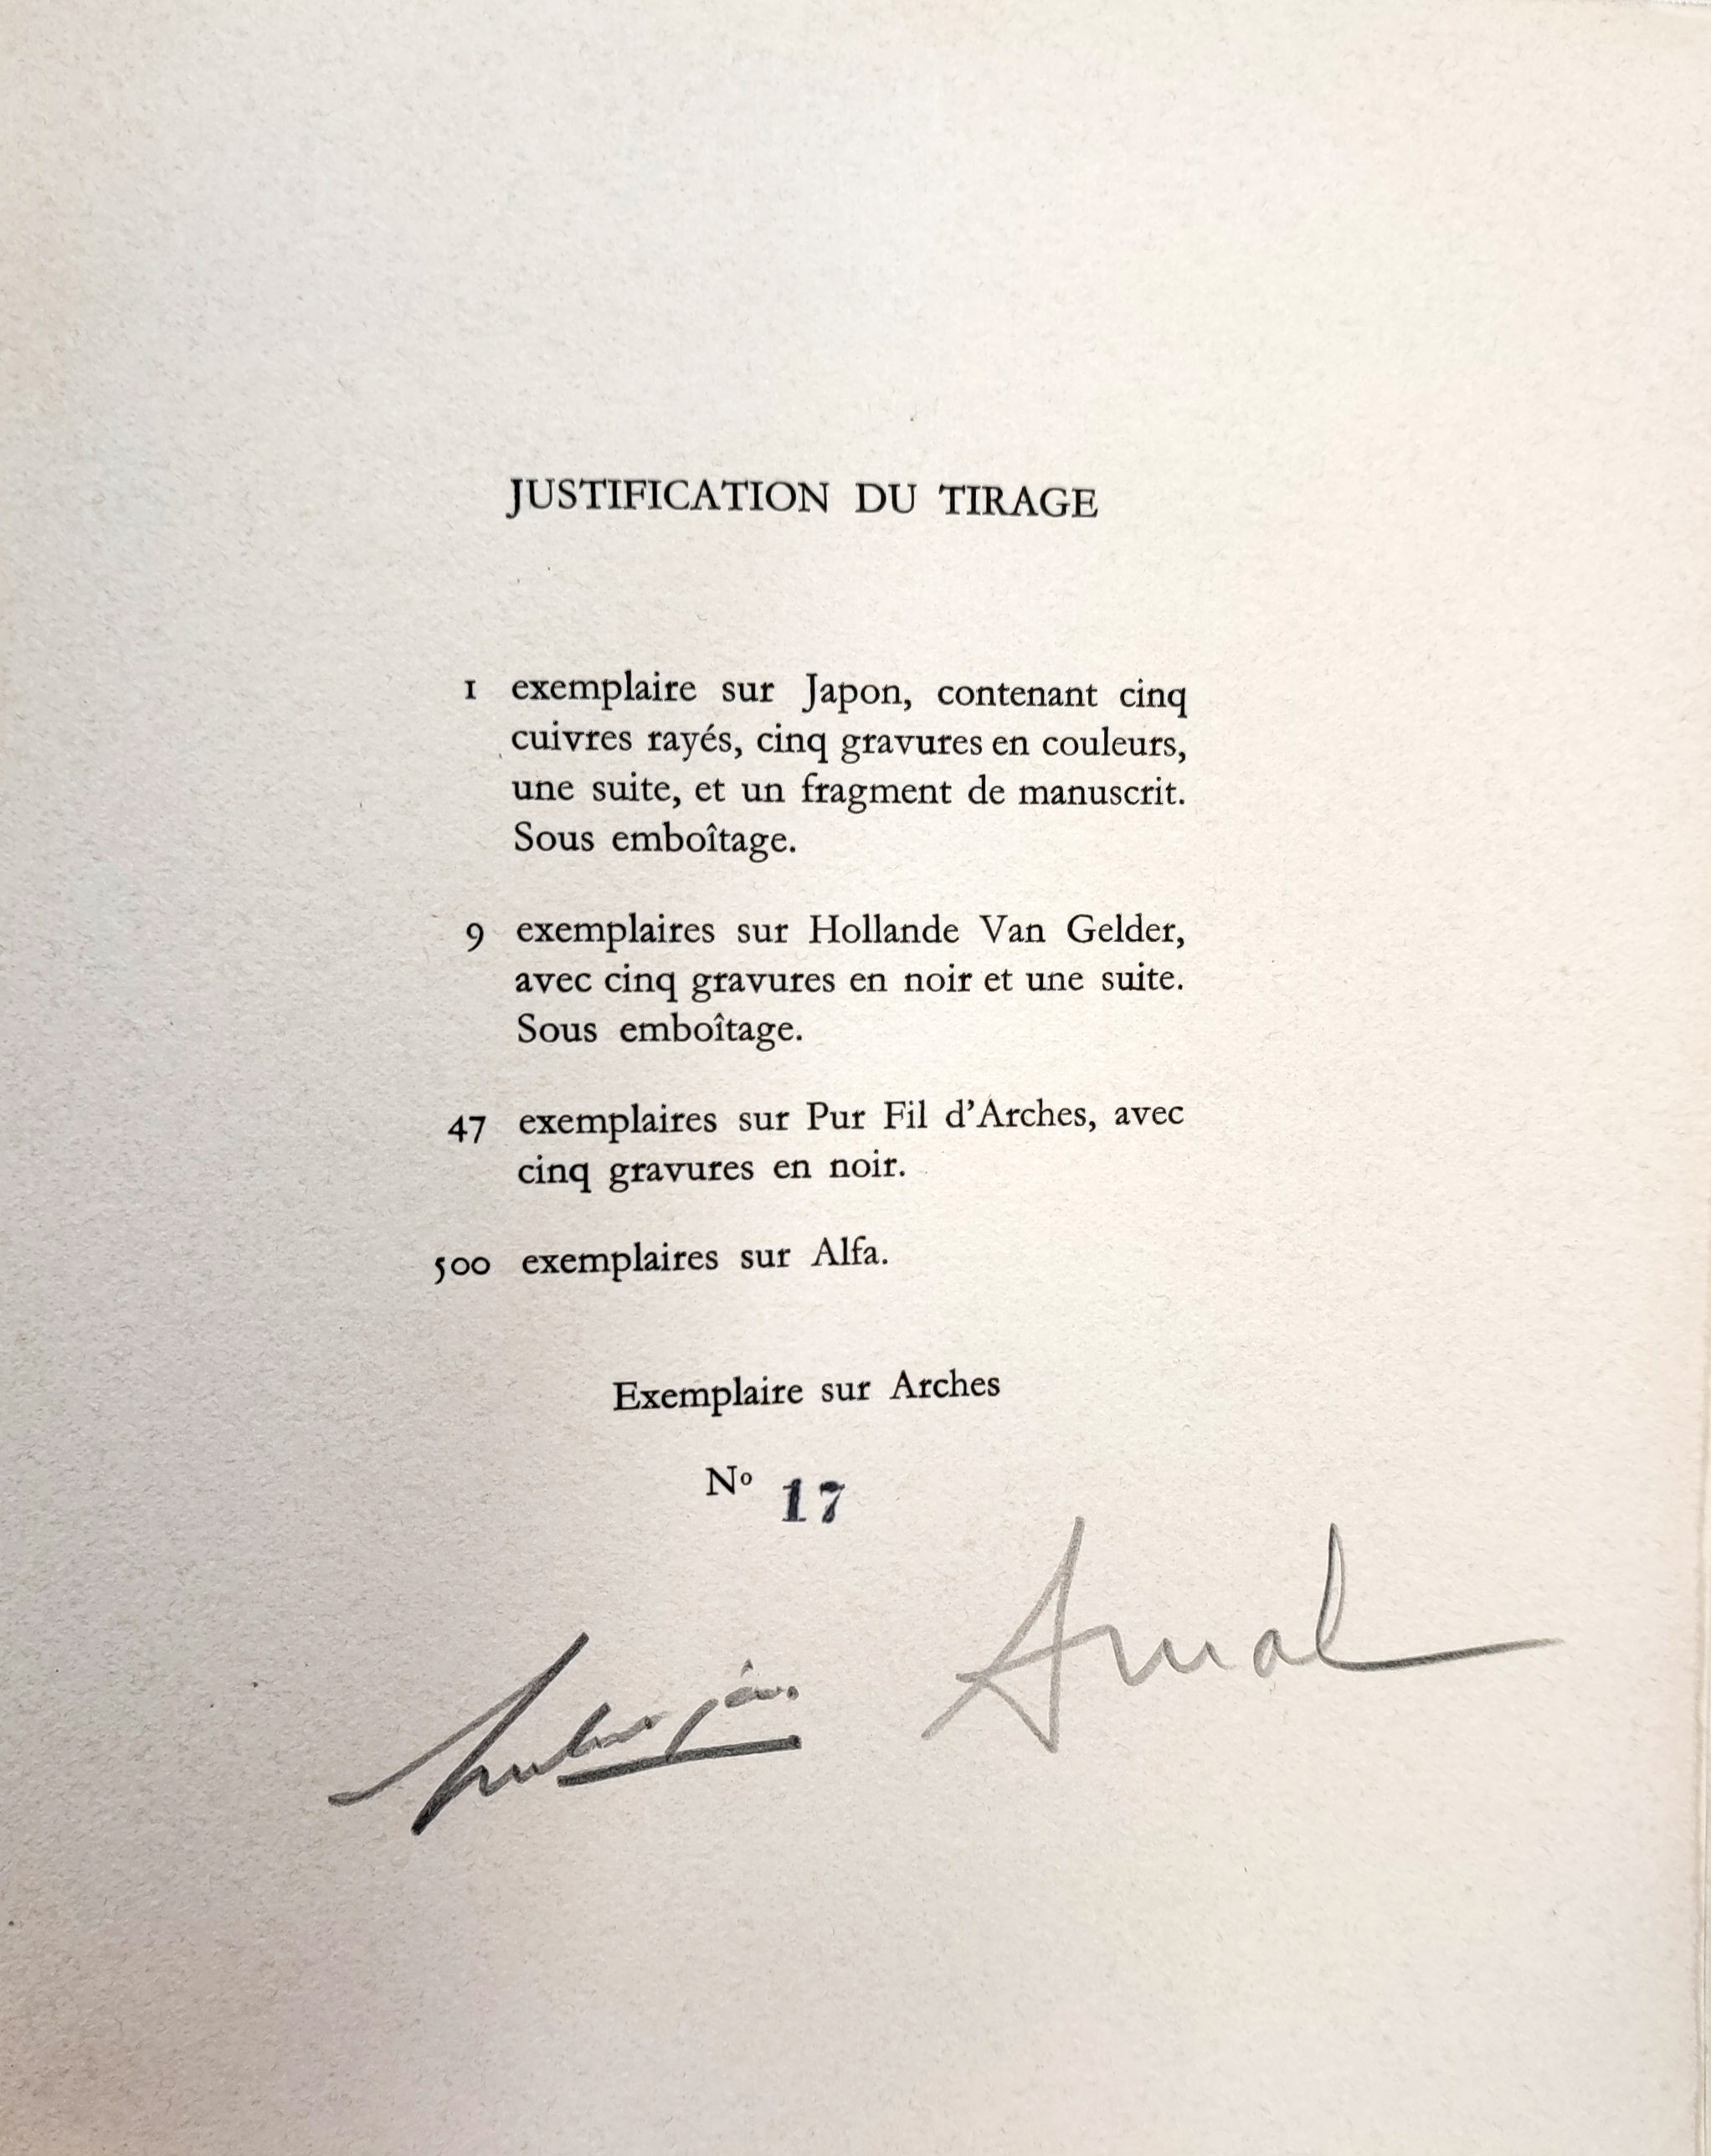 JUSTIFICATION DU TIRAGE
1 exemplaire sur Japon, contenant cinq
cuivres rayés, cinq gravures en couleurs,
une suite, et un fragment de manuscrit.
Sous emboîtage.
9 exemplaires sur Hollande Van Gelder,
avec cinq gravures en noir et une suite.
Sous emboîtage.
47 exemplaires sur Pur Fil d'Arches, avec
cinq gravures en noir.
500 exemplaires sur Alfa.
Exemplaire sur Arches
Nº 17
Arnal